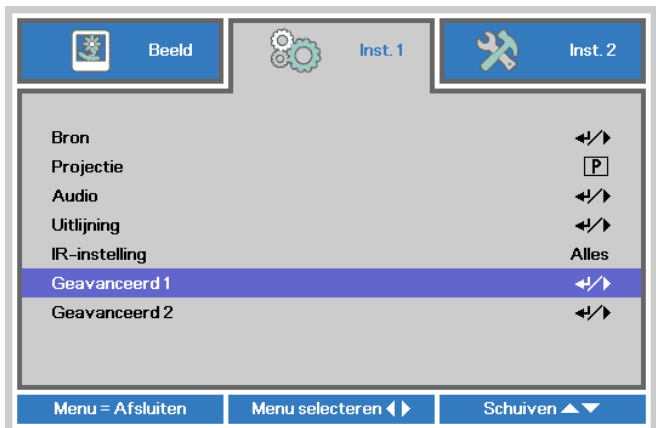 Beeld Inst. 1 Inst. 2
Bron ↵/▶
Projectie P
Audio ↵/▶
Uitlijning ↵/▶
IR-instelling Alles
Geavanceerd 1 ↵/▶
Geavanceerd 2 ↵/▶
Menu = Afsluiten Menu selecteren ◀▶ Schuiven ▲▼